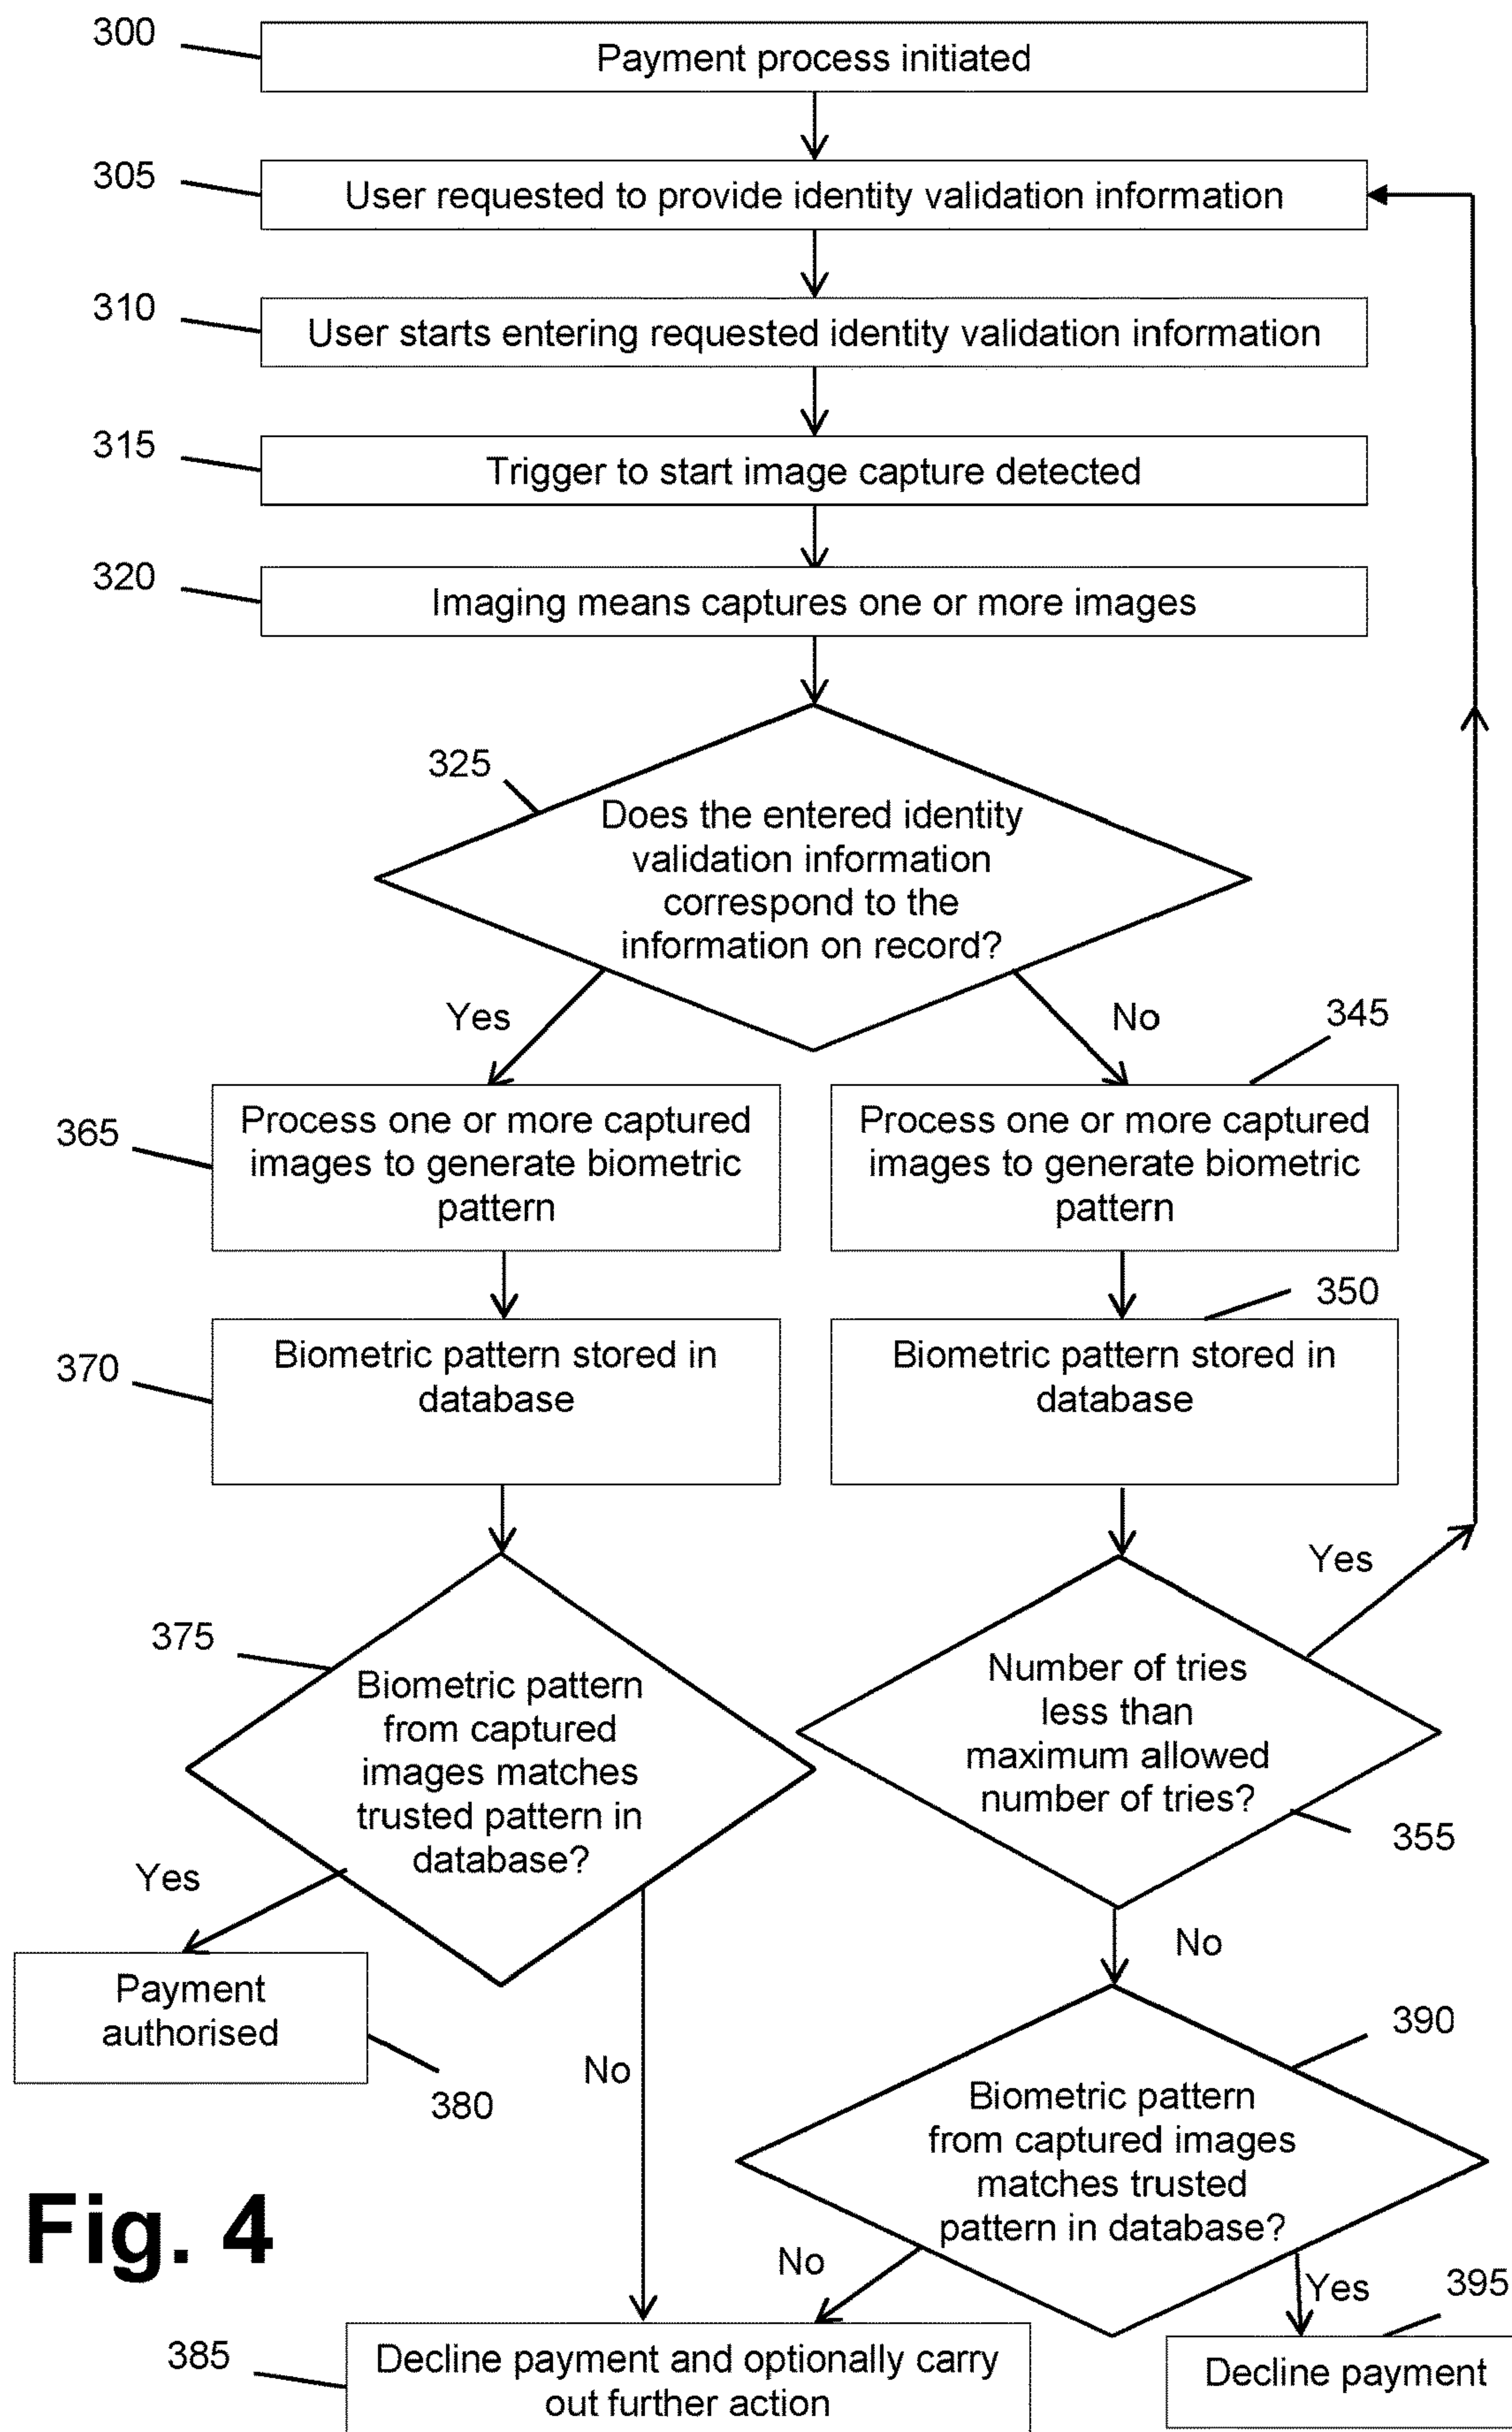 300
Payment process initiated
305
User requested to provide identity validation information
310
User starts entering requested identity validation information
315
Trigger to start image capture detected
320
Imaging means captures one or more images
325
Does the entered identity
validation information
correspond to the
information on record?
Yes
No
345
365
Process one or more captured
images to generate biometric
pattern
Process one or more captured
images to generate biometric
pattern
350
370
Biometric pattern stored in
database
Biometric pattern stored in
database
Yes
375
Biometric pattern
from captured
images matches
trusted pattern in
database?
Number of tries
less than
maximum allowed
number of tries?
355
Yes
No
Payment
authorised
380
No
390
Biometric pattern
from captured images
matches trusted
pattern in database?
Fig. 4
No
Yes
395
385
Decline payment and optionally carry
out further action
Decline payment